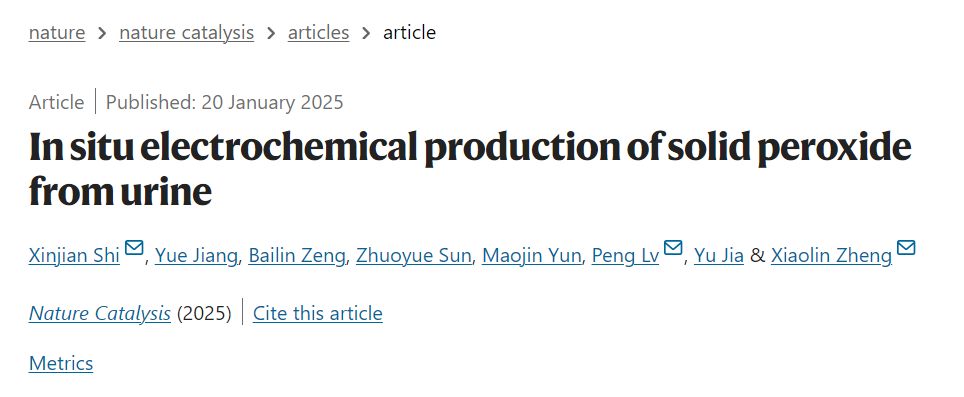 nature > nature catalysis > articles > article
Article | Published: 20 January 2025
In situ electrochemical production of solid peroxide
from urine
Xinjian Shi, Yue Jiang, Bailin Zeng, Zhuoyue Sun, Maojin Yun, Peng Lv, Yu Jia & Xiaolin Zheng
Nature Catalysis (2025) | Cite this article
Metrics